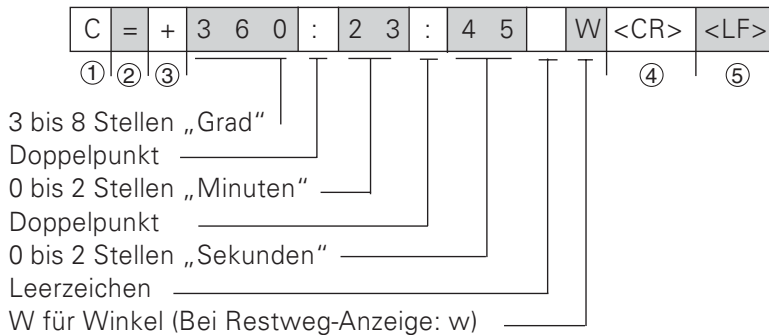 C = + 3 6 0 : 2 3 : 4 5 W <CR> <LF>
① ② ③ ④ ⑤
3 bis 8 Stellen „Grad“
Doppelpunkt
0 bis 2 Stellen „Minuten“
Doppelpunkt
0 bis 2 Stellen „Sekunden“
Leerzeichen
W für Winkel (Bei Restweg-Anzeige: w)